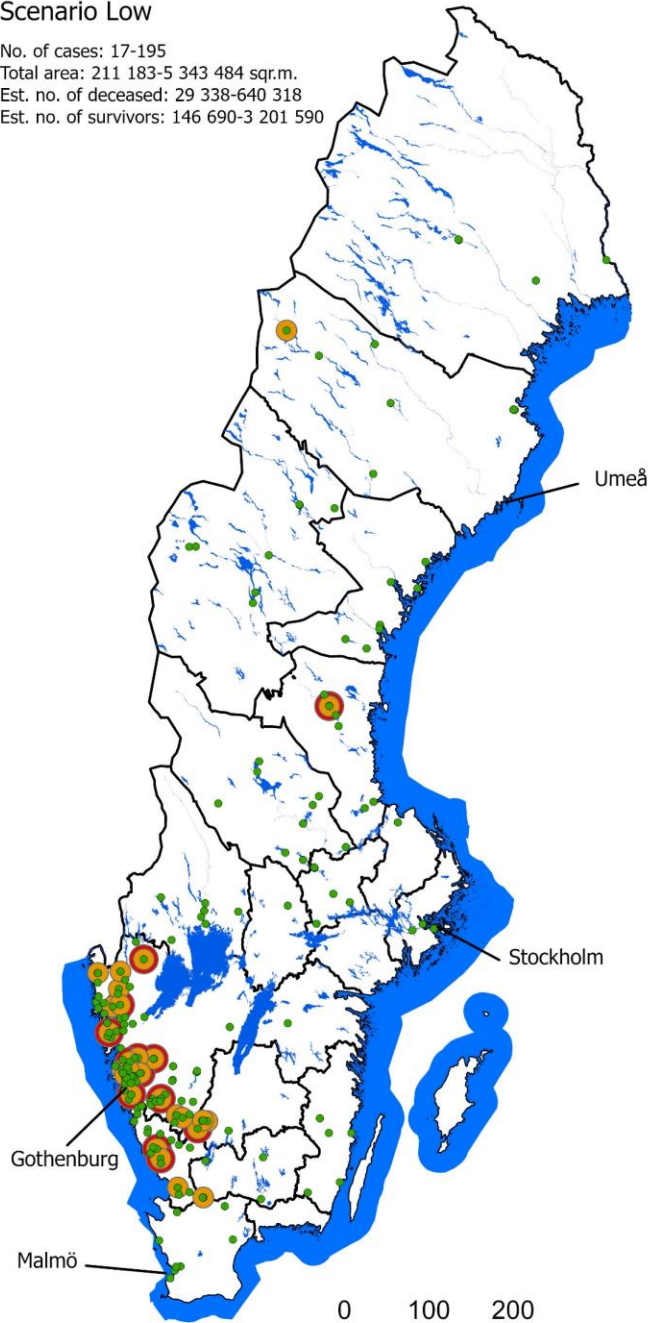 Scenario Low
No. of cases: 17-195
Total area: 211 183-5 343 484 sqr.m.
Est. no. of deceased: 29 338-640 318
Est. no. of survivors: 146 690-3 201 590
Umeå
Stockholm
Gothenburg
Malmö
0 100 200